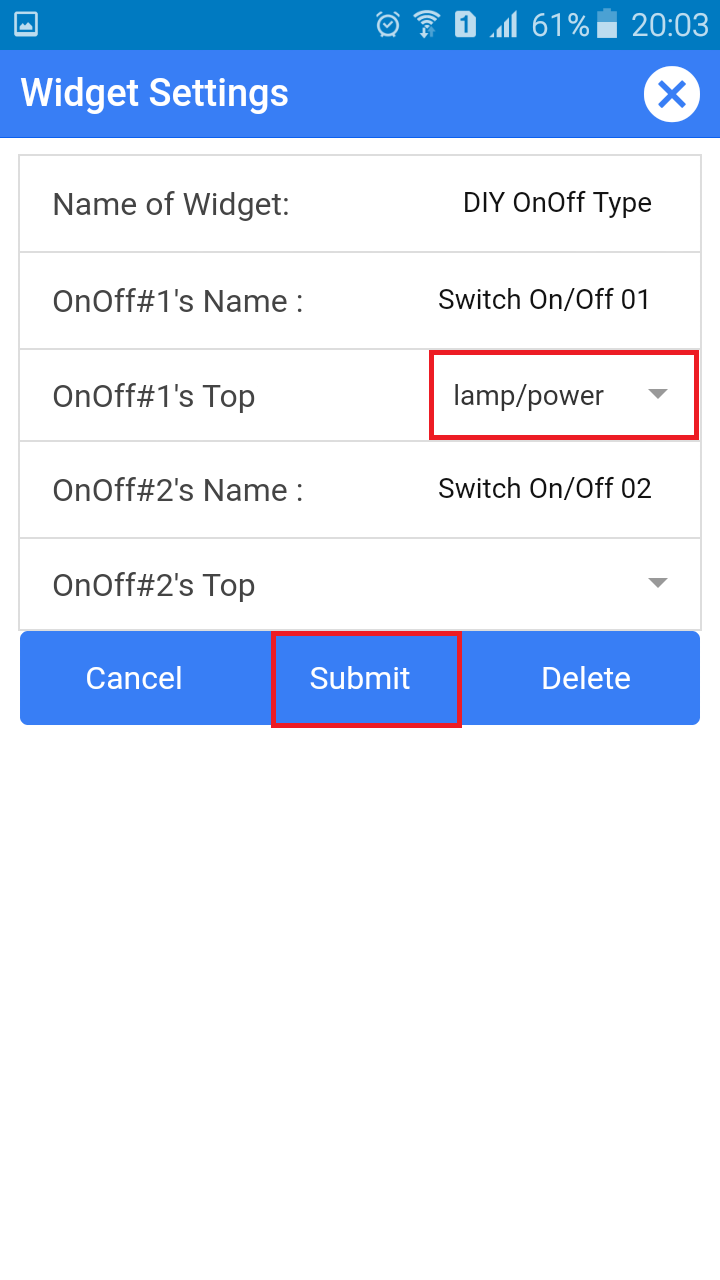 1 61% 20:03
Widget Settings
Name of Widget: DIY OnOff Type
OnOff#1's Name : Switch On/Off 01
OnOff#1's Top lamp/power
OnOff#2's Name : Switch On/Off 02
OnOff#2's Top
Cancel Submit Delete